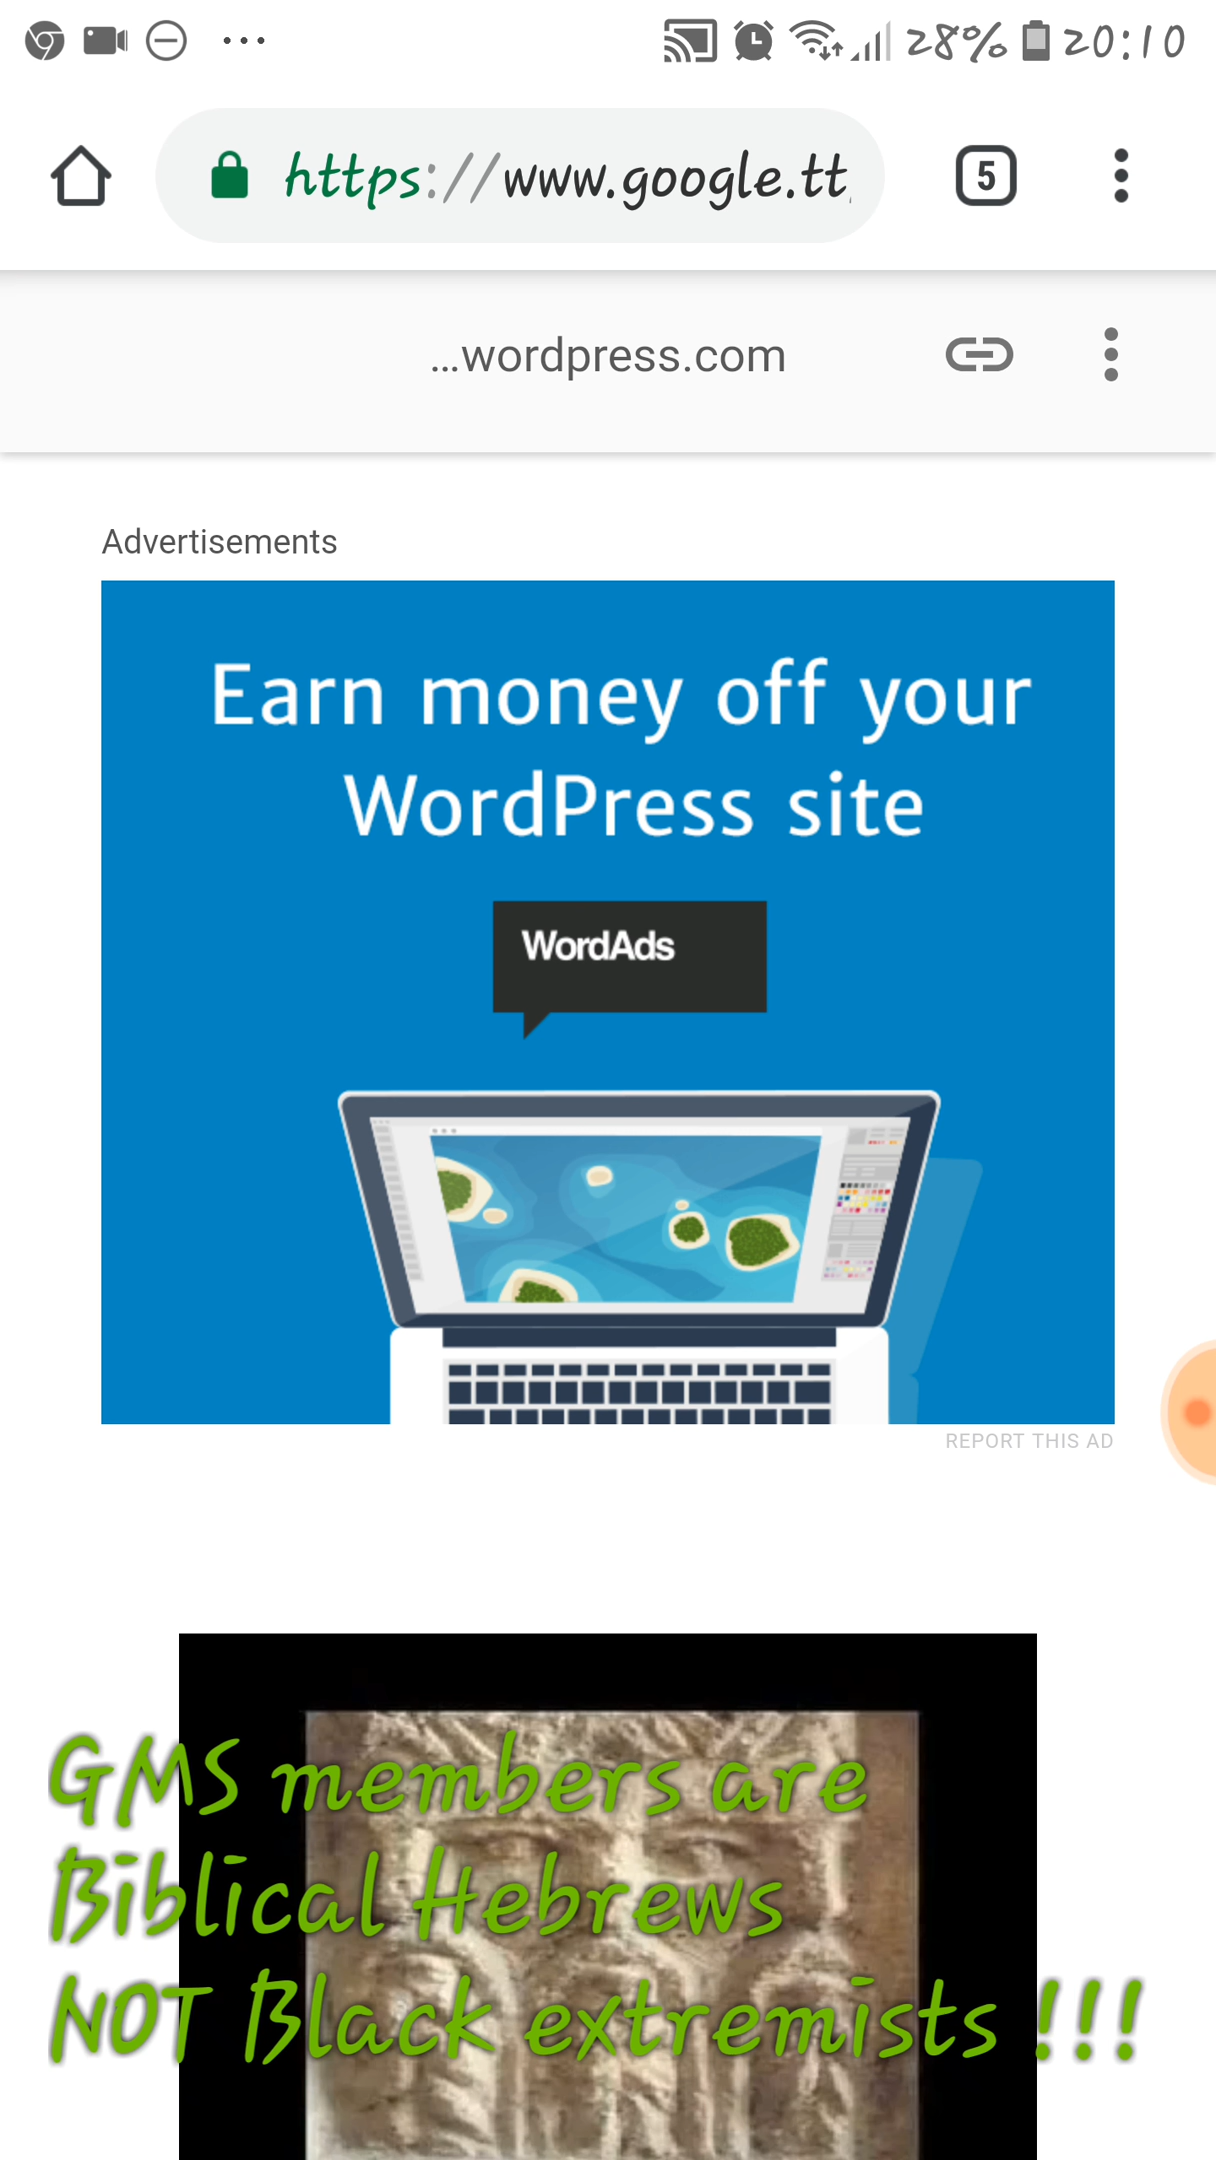 28% 20:10
https://www.google.tt
5
...wordpress.com
Advertisements
Earn money off your
WordPress site
WordAds
REPORT THIS AD
GMS members are
Biblical Hebrews
NOT Black extremists !!!